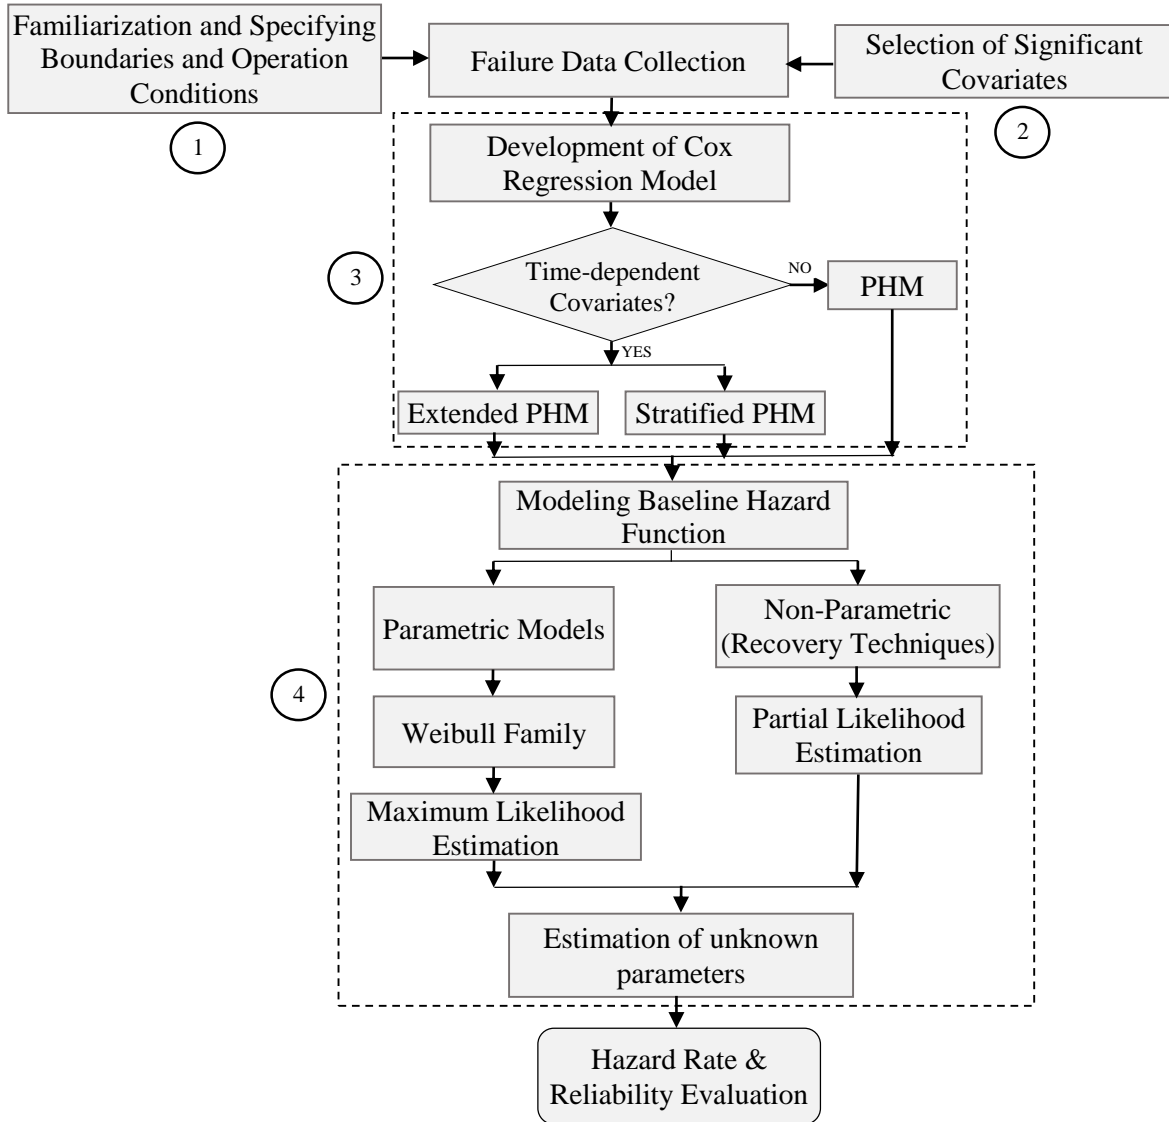 Familiarization and Specifying
Boundaries and Operation
Conditions
Failure Data Collection
Selection of Significant
Covariates
1
2
Development of Cox
Regression Model
3
Time-dependent
Covariates?
NO
PHM
YES
Extended PHM
Stratified PHM
Modeling Baseline Hazard
Function
Parametric Models
Non-Parametric
(Recovery Techniques)
4
Weibull Family
Partial Likelihood
Estimation
Maximum Likelihood
Estimation
Estimation of unknown
parameters
Hazard Rate &
Reliability Evaluation